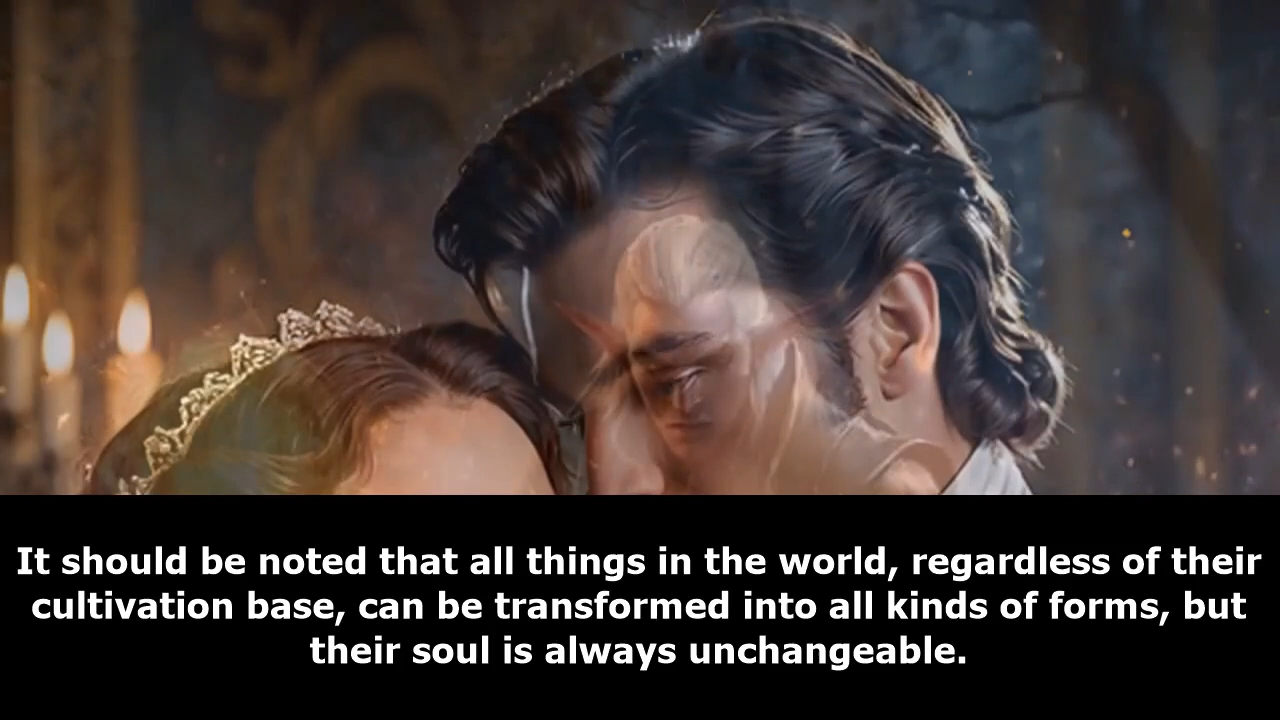 It should be noted that all things in the world, regardless of their
cultivation base, can be transformed into all kinds of forms, but
their soul is always unchangeable.